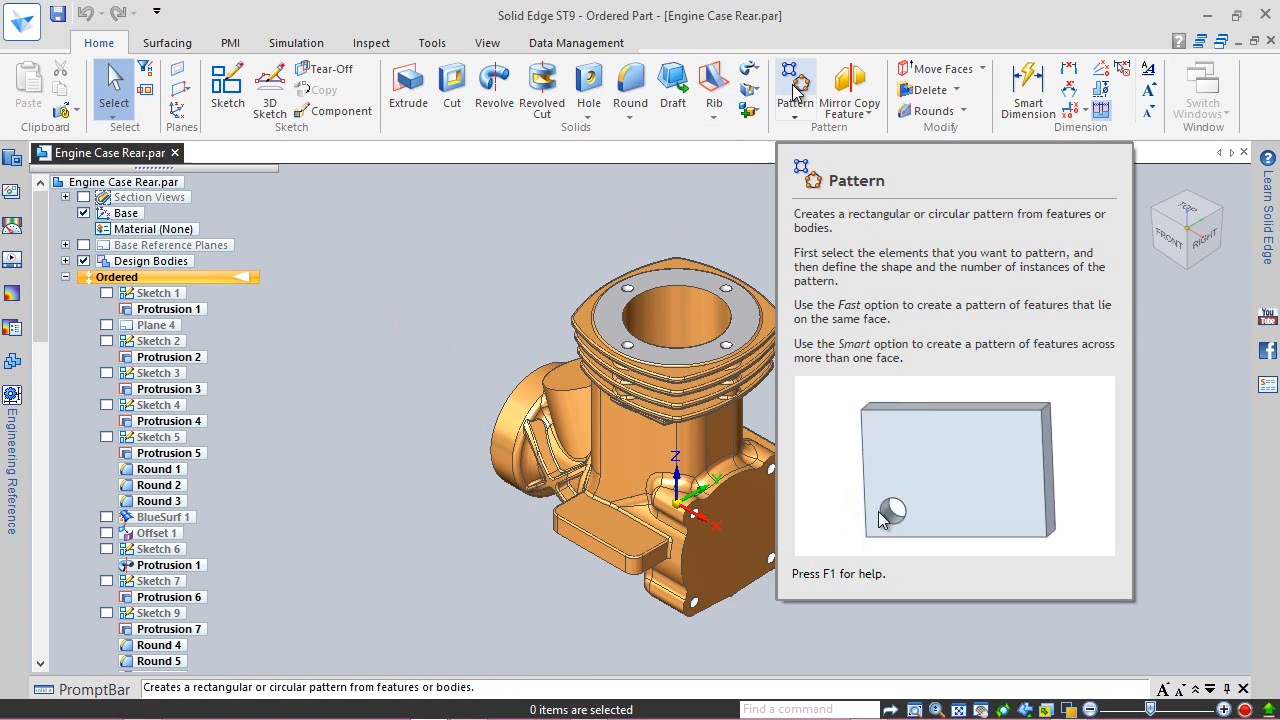 Solid Edge ST9 - Ordered Part - [Engine Case Rear.par]
Home Surfacing PMI Simulation Inspect Tools View Data Management
Paste
Clipboard
Select
Select
Planes
Sketch
3D
Sketch
Tear-Off
Copy
Component
Sketch
Extrude
Cut
Revolve
Revolved
Cut
Hole
Round
Draft
Rib
Solids
Pattern
Mirror Copy
Feature
Pattern
Move Faces
Delete
Rounds
Modify
Smart
Dimension
Dimension
Switch
Windows
Window
Engine Case Rear.par
Engine Case Rear.par
Section Views
Base
Material (None)
Base Reference Planes
Design Bodies
Ordered
Sketch 1
Protrusion 1
Plane 4
Sketch 2
Protrusion 2
Sketch 3
Protrusion 3
Sketch 4
Protrusion 4
Sketch 5
Protrusion 5
Round 1
Round 2
Round 3
BlueSurf 1
Offset 1
Sketch 6
Protrusion 1
Sketch 7
Protrusion 6
Sketch 9
Protrusion 7
Round 4
Round 5
Engineering Reference
Z
Y
X
Pattern
Creates a rectangular or circular pattern from features or
bodies.
First select the elements that you want to pattern, and
then define the shape and the number of instances of the
pattern.
Use the Fast option to create a pattern of features that lie
on the same face.
Use the Smart option to create a pattern of features across
more than one face.
Press F1 for help.
TOP
FRONT
RIGHT
Learn Solid Edge
You
Tube
PromptBar
Creates a rectangular or circular pattern from features or bodies.
0 items are selected
Find a command